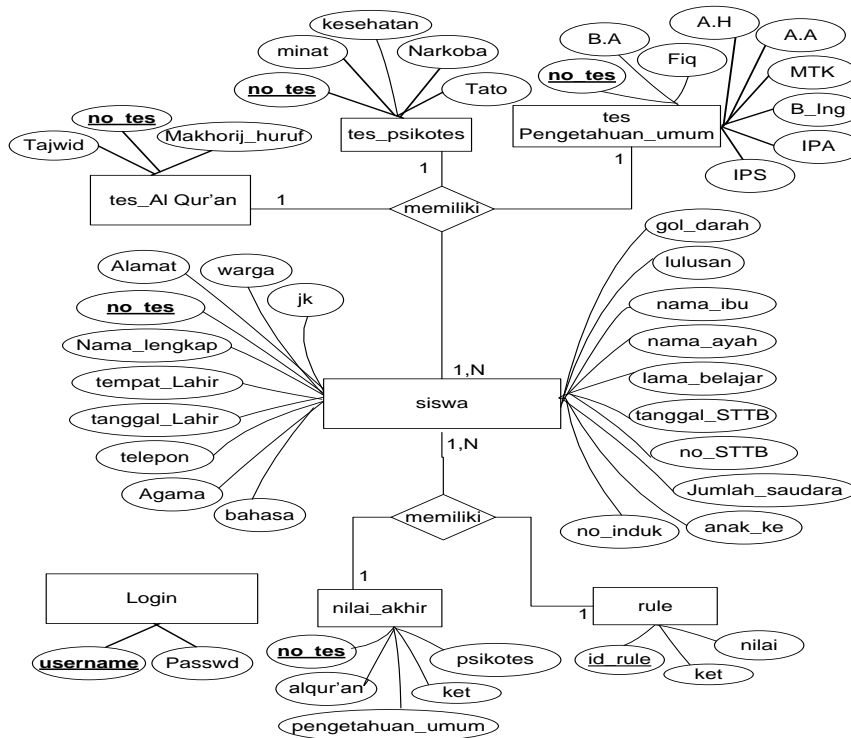 kesehatan
minat
Narkoba
no_tes
Tato
tes_psikotes
A.H
B.A
A.A
no_tes
Fiq
MTK
B_Ing
IPA
IPS
tes
Pengetahuan_umum
no_tes
Tajwid
Makhorij_huruf
tes_Al Qur'an
1
1
1
memiliki
Alamat
warga
no_tes
jk
Nama_lengkap
tempat_Lahir
tanggal_Lahir
telepon
Agama
bahasa
1,N
siswa
1,N
gol_darah
lulusan
nama_ibu
nama_ayah
lama_belajar
tanggal_STTB
no_STTB
Jumlah_saudara
anak_ke
no_induk
memiliki
1
1
Login
username
Passwd
nilai_akhir
no_tes
psikotes
alqur'an
ket
pengetahuan_umum
rule
id_rule
nilai
ket